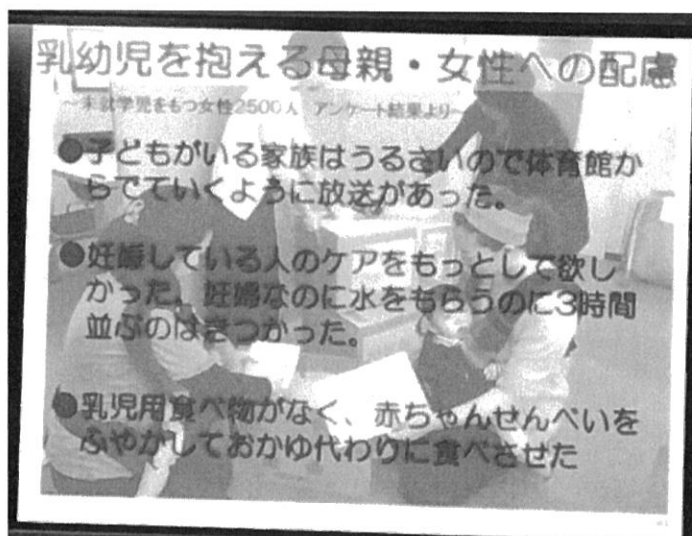 乳幼児を抱える母親・女性への配慮
～未就学児をもつ女性2500人 アンケート結果より～
●子どもがいる家族はうるさいので体育館か
らでていくように放送があった。
●妊娠している人のケアをもっとして欲し
かった。妊婦なのに水をもらうのに3時間
並ぶのはきつかった。
●乳児用食べ物がなく、赤ちゃんせんべいを
ふやかしておかゆ代わりに食べさせた